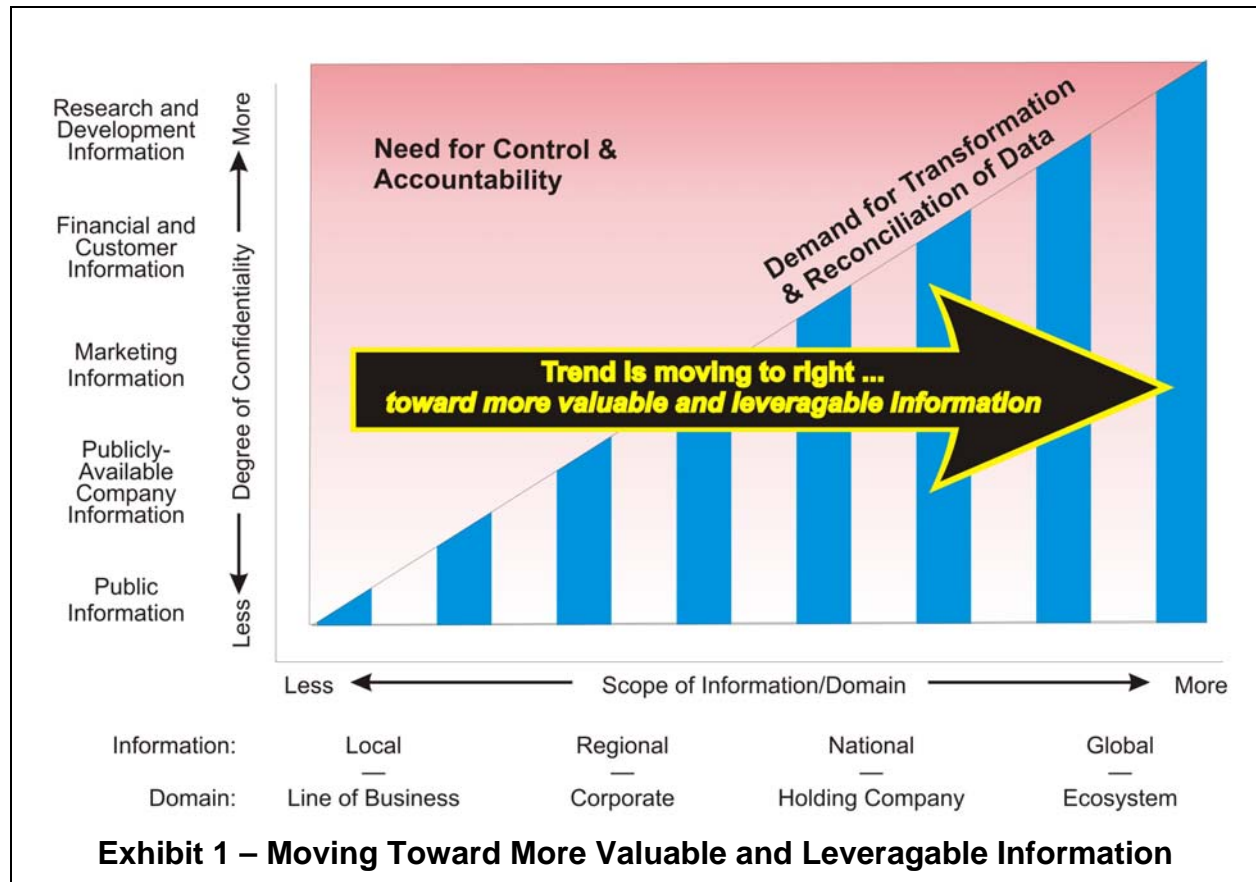 Research and
Development
Information
Financial and
Customer
Information
Marketing
Information
Publicly-
Available
Company
Information
Public
Information
More
Degree of Confidentiality
Less
Need for Control &
Accountability
Demand for Transformation
& Reconciliation of Data
Trend is moving to right ...
toward more valuable and leveragable information
Less
Scope of Information/Domain
More
Information:
Local
Regional
National
Global
—
—
—
—
Domain:
Line of Business
Corporate
Holding Company
Ecosystem
Exhibit 1 – Moving Toward More Valuable and Leveragable Information